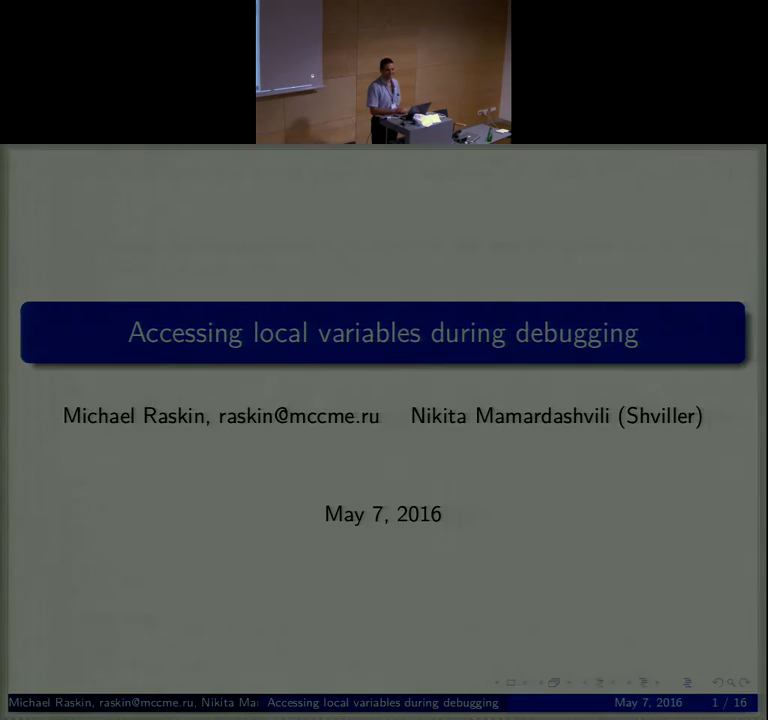 Accessing local variables during debugging
Michael Raskin, raskin@mccme.ru Nikita Mamardashvili (Shviller)
May 7, 2016
Michael Raskin, raskin@mccme.ru, Nikita Ma Accessing local variables during debugging May 7, 2016 1 / 16